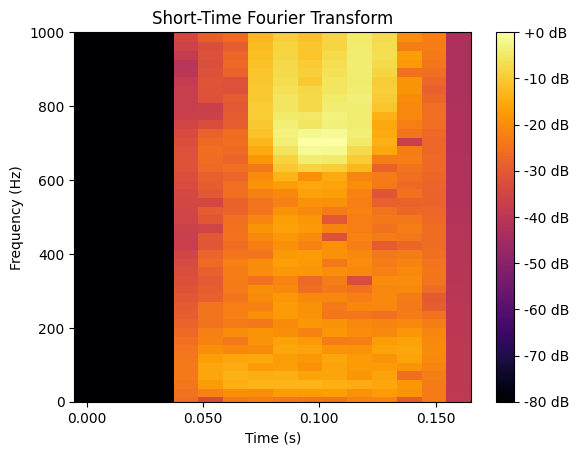 Short-Time Fourier Transform
1000
800
600
400
200
0
Frequency (Hz)
0.000
0.050
0.100
0.150
Time (s)
+0 dB
-10 dB
-20 dB
-30 dB
-40 dB
-50 dB
-60 dB
-70 dB
-80 dB